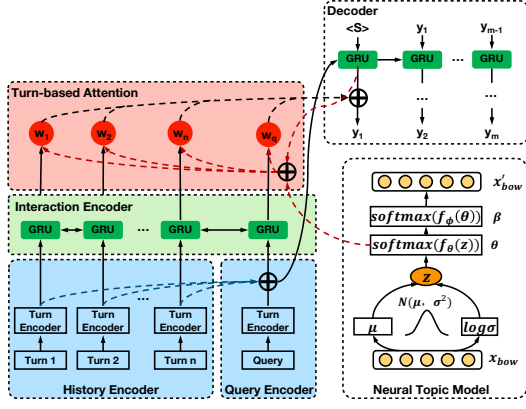 Decoder
<S> y1 ym-1
GRU GRU ... GRU
... ...
y1 y2 ym
Turn-based Attention
w1 w2 wn wq
Interaction Encoder
GRU GRU ... GRU GRU
...
Turn Encoder Turn Encoder Turn Encoder Turn Encoder
Turn 1 Turn 2 Turn n Query
History Encoder Query Encoder
x'bow
softmax(fϕ(θ)) β
softmax(fθ(z)) θ
z
N(μ, σ²)
μ logσ
xbow
Neural Topic Model